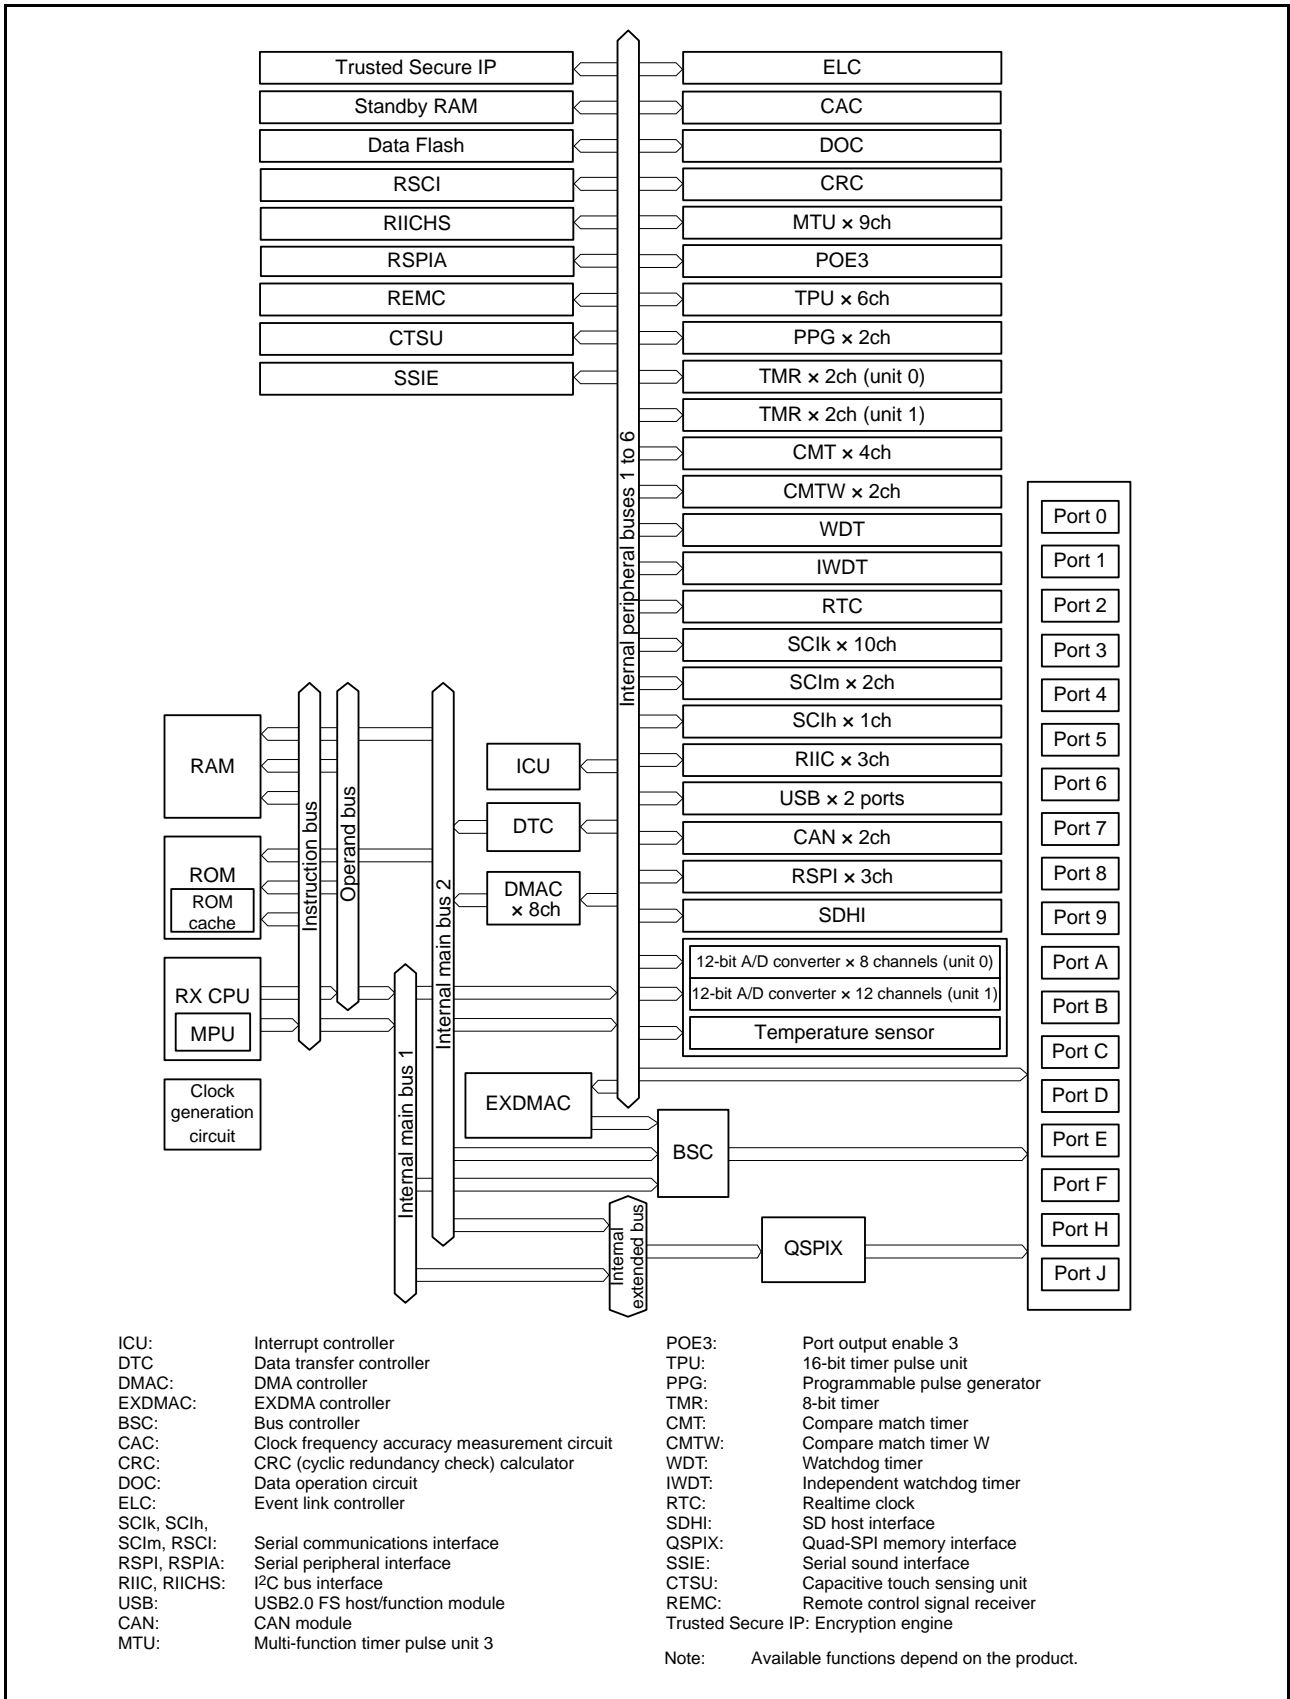 Trusted Secure IP
Standby RAM
Data Flash
RSCI
RIICHS
RSPIA
REMC
CTSU
SSIE
Internal peripheral buses 1 to 6
ELC
CAC
DOC
CRC
MTU × 9ch
POE3
TPU × 6ch
PPG × 2ch
TMR × 2ch (unit 0)
TMR × 2ch (unit 1)
CMT × 4ch
CMTW × 2ch
WDT
IWDT
RTC
SCIk × 10ch
SCIm × 2ch
SCIh × 1ch
RIIC × 3ch
USB × 2 ports
CAN × 2ch
RSPI × 3ch
SDHI
12-bit A/D converter × 8 channels (unit 0)
12-bit A/D converter × 12 channels (unit 1)
Temperature sensor
Port 0
Port 1
Port 2
Port 3
Port 4
Port 5
Port 6
Port 7
Port 8
Port 9
Port A
Port B
Port C
Port D
Port E
Port F
Port H
Port J
RAM
ROM
ROM
cache
RX CPU
MPU
Clock
generation
circuit
Instruction bus
Operand bus
Internal main bus 1
Internal main bus 2
ICU
DTC
DMAC
× 8ch
EXDMAC
BSC
Internal
extended bus
QSPIX
ICU: Interrupt controller
DTC Data transfer controller
DMAC: DMA controller
EXDMAC: EXDMA controller
BSC: Bus controller
CAC: Clock frequency accuracy measurement circuit
CRC: CRC (cyclic redundancy check) calculator
DOC: Data operation circuit
ELC: Event link controller
SCIk, SCIh,
SCIm, RSCI: Serial communications interface
RSPI, RSPIA: Serial peripheral interface
RIIC, RIICHS: I2C bus interface
USB: USB2.0 FS host/function module
CAN: CAN module
MTU: Multi-function timer pulse unit 3
POE3: Port output enable 3
TPU: 16-bit timer pulse unit
PPG: Programmable pulse generator
TMR: 8-bit timer
CMT: Compare match timer
CMTW: Compare match timer W
WDT: Watchdog timer
IWDT: Independent watchdog timer
RTC: Realtime clock
SDHI: SD host interface
QSPIX: Quad-SPI memory interface
SSIE: Serial sound interface
CTSU: Capacitive touch sensing unit
REMC: Remote control signal receiver
Trusted Secure IP: Encryption engine
Note: Available functions depend on the product.